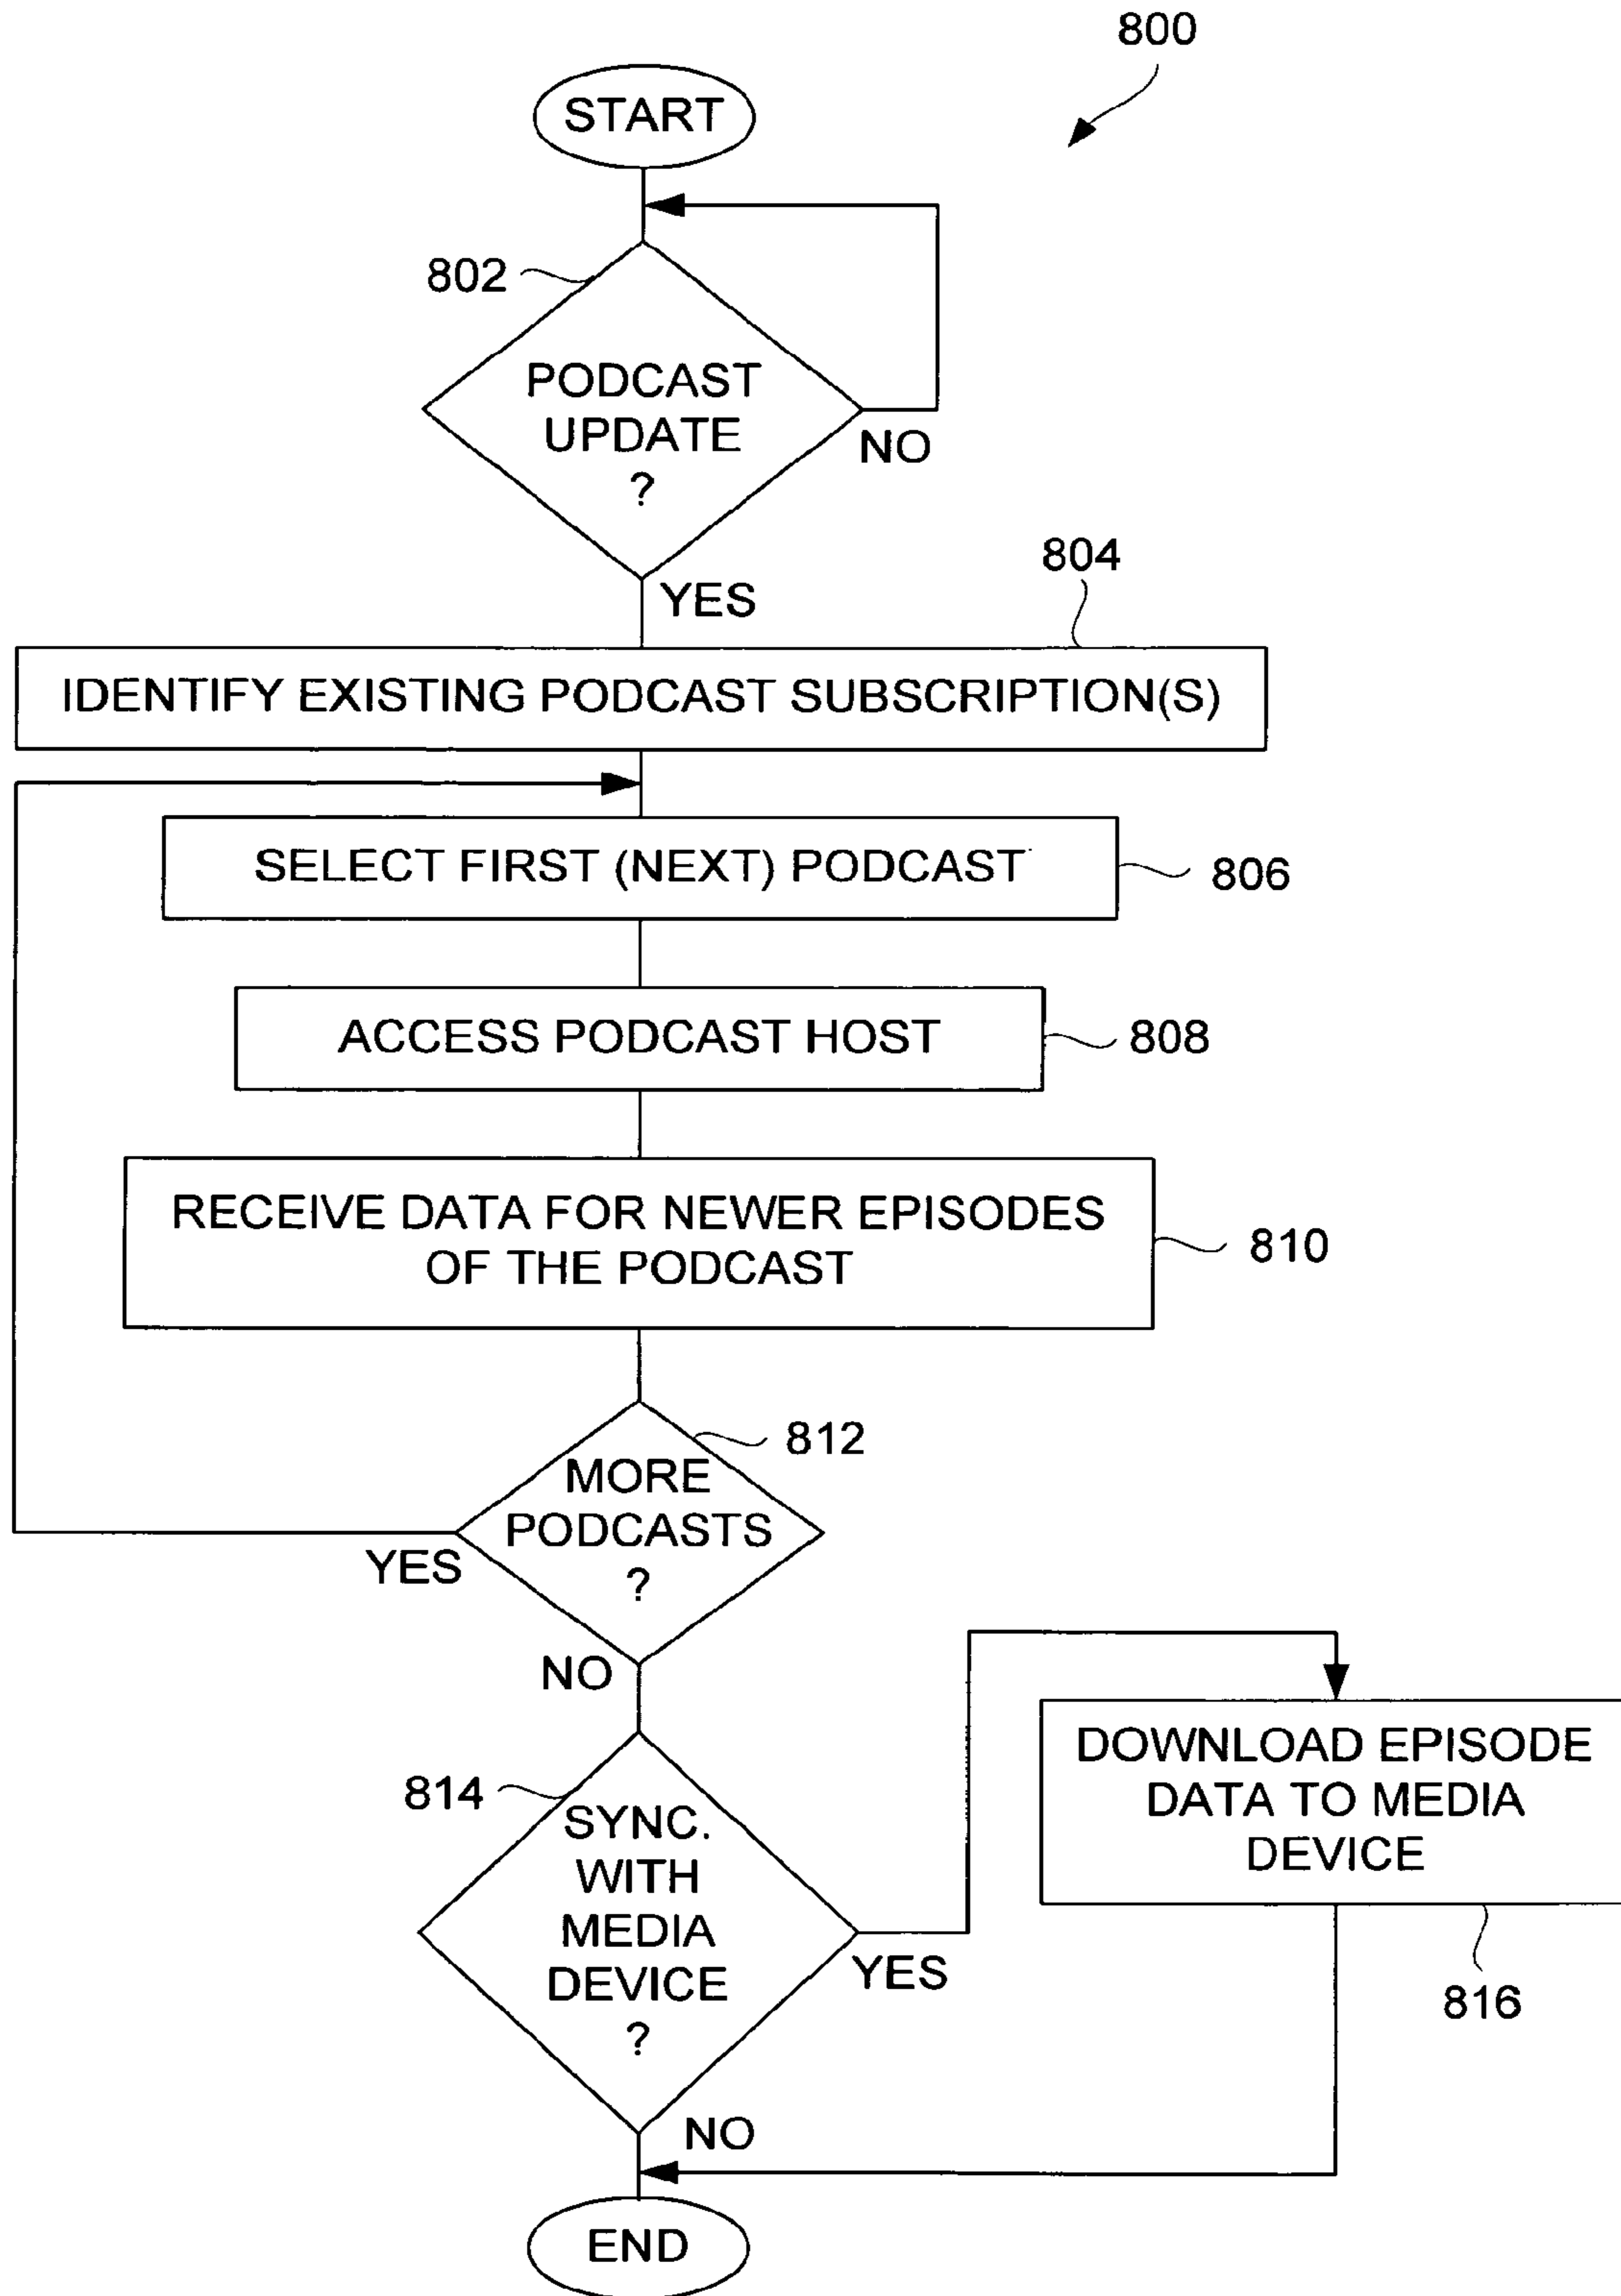 800
START
802
PODCAST
UPDATE
?
NO
YES
804
IDENTIFY EXISTING PODCAST SUBSCRIPTION(S)
SELECT FIRST (NEXT) PODCAST
806
ACCESS PODCAST HOST
808
RECEIVE DATA FOR NEWER EPISODES
OF THE PODCAST
810
812
MORE
PODCASTS
?
YES
NO
814
SYNC.
WITH
MEDIA
DEVICE
?
YES
DOWNLOAD EPISODE
DATA TO MEDIA
DEVICE
816
NO
END